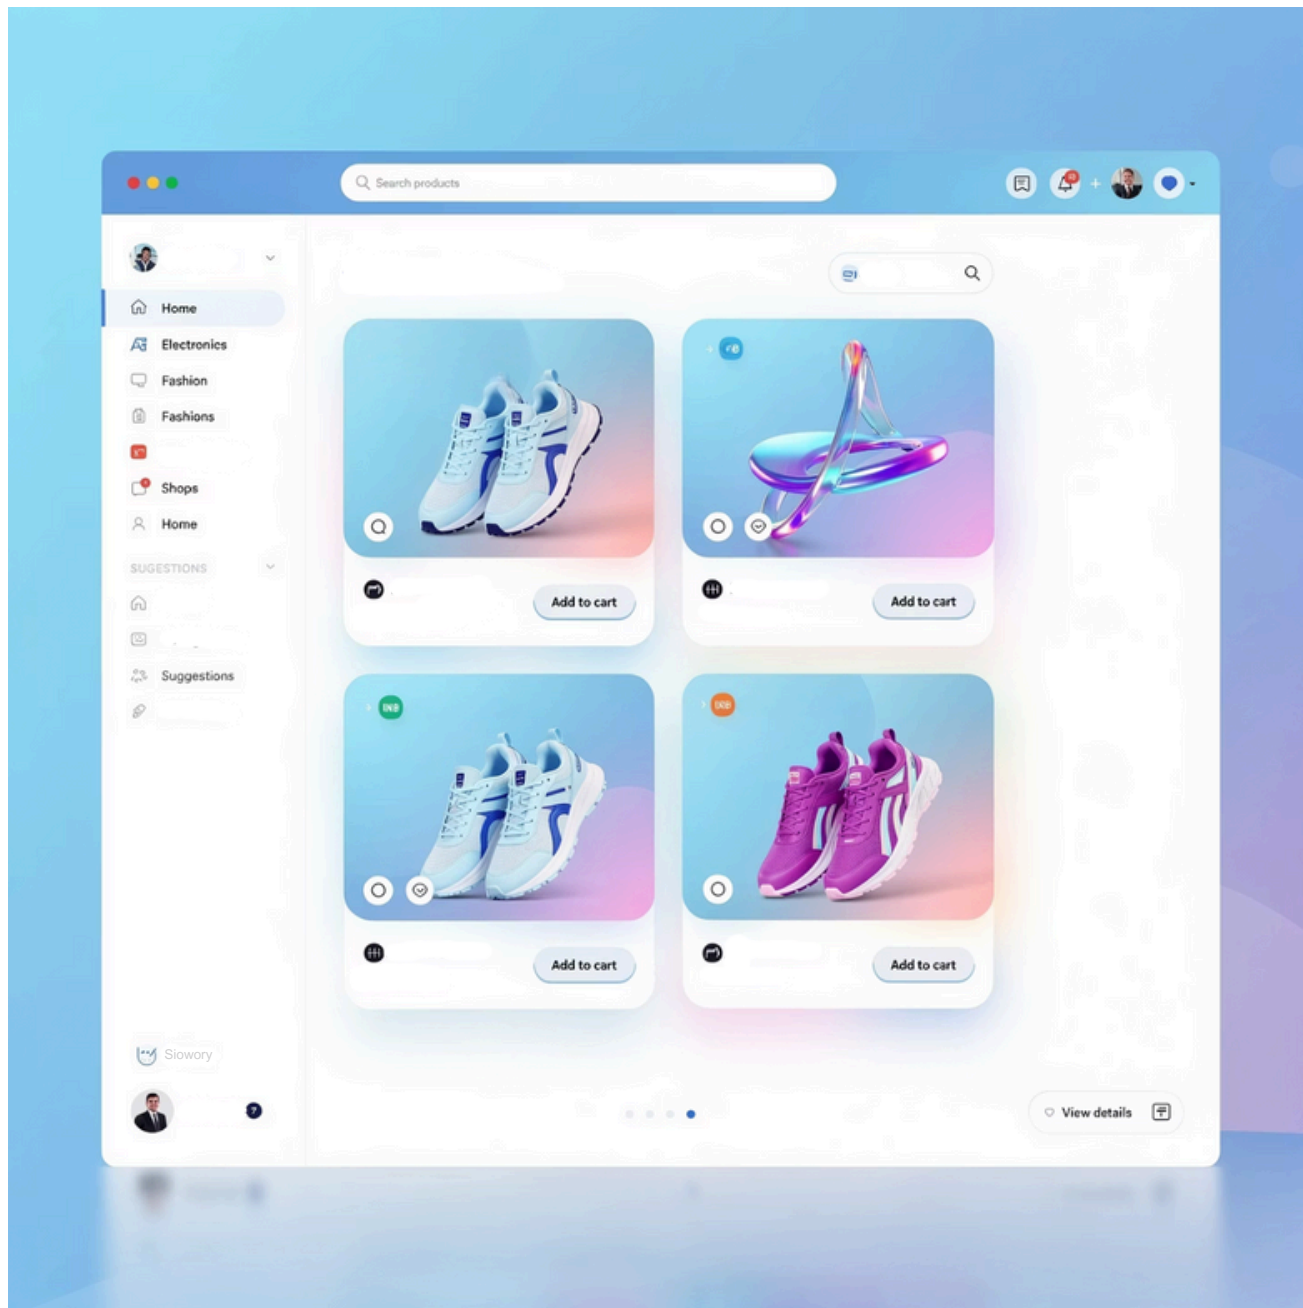 Search products
Home
Electronics
Fashion
Fashions
Shops
Home
SUGESTIONS
Suggestions
Add to cart
Add to cart
Add to cart
Add to cart
Siowory
View details